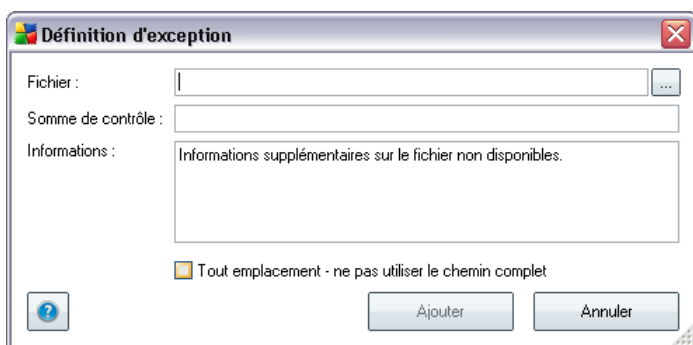 Définition d'exception
Fichier :
...
Somme de contrôle :
Informations :
Informations supplémentaires sur le fichier non disponibles.
Tout emplacement - ne pas utiliser le chemin complet
?
Ajouter
Annuler